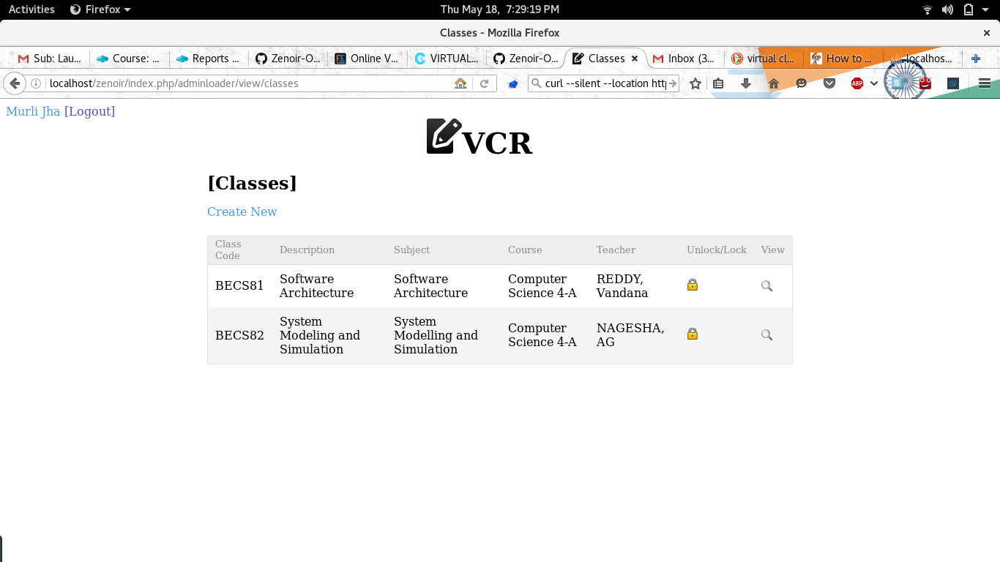 Activities Firefox Thu May 18, 7:29:19 PM
Classes - Mozilla Firefox
Sub: Lau... Course: ... Reports ... Zenoir-O... Online V... VIRTUAL... Zenoir-O... Classes Inbox (3... virtual cl... How to ... localhos...
localhost/zenoir/index.php/adminloader/view/classes curl --silent --location http ABP
Murli Jha [Logout]
VCR
[Classes]
Create New
Class
Code Description Subject Course Teacher Unlock/Lock View
BECS81 Software
Architecture Software
Architecture Computer
Science 4-A REDDY,
Vandana
BECS82 System
Modeling and
Simulation System
Modelling and
Simulation Computer
Science 4-A NAGESHA,
AG